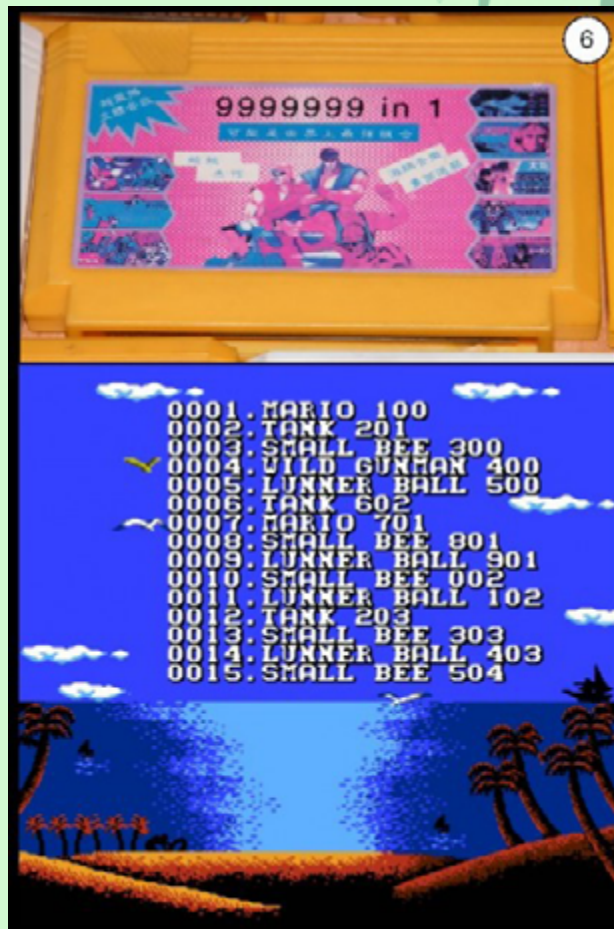 6
9999999 in 1
0001.MARIO 100
0002.TANK 201
0003.SMALL BEE 300
0004.WILD GUNMAN 400
0005.LUNNER BALL 500
0006.TANK 602
0007.MARIO 701
0008.SMALL BEE 801
0009.LUNNER BALL 901
0010.SMALL BEE 002
0011.LUNNER BALL 102
0012.TANK 203
0013.SMALL BEE 303
0014.LUNNER BALL 403
0015.SMALL BEE 504